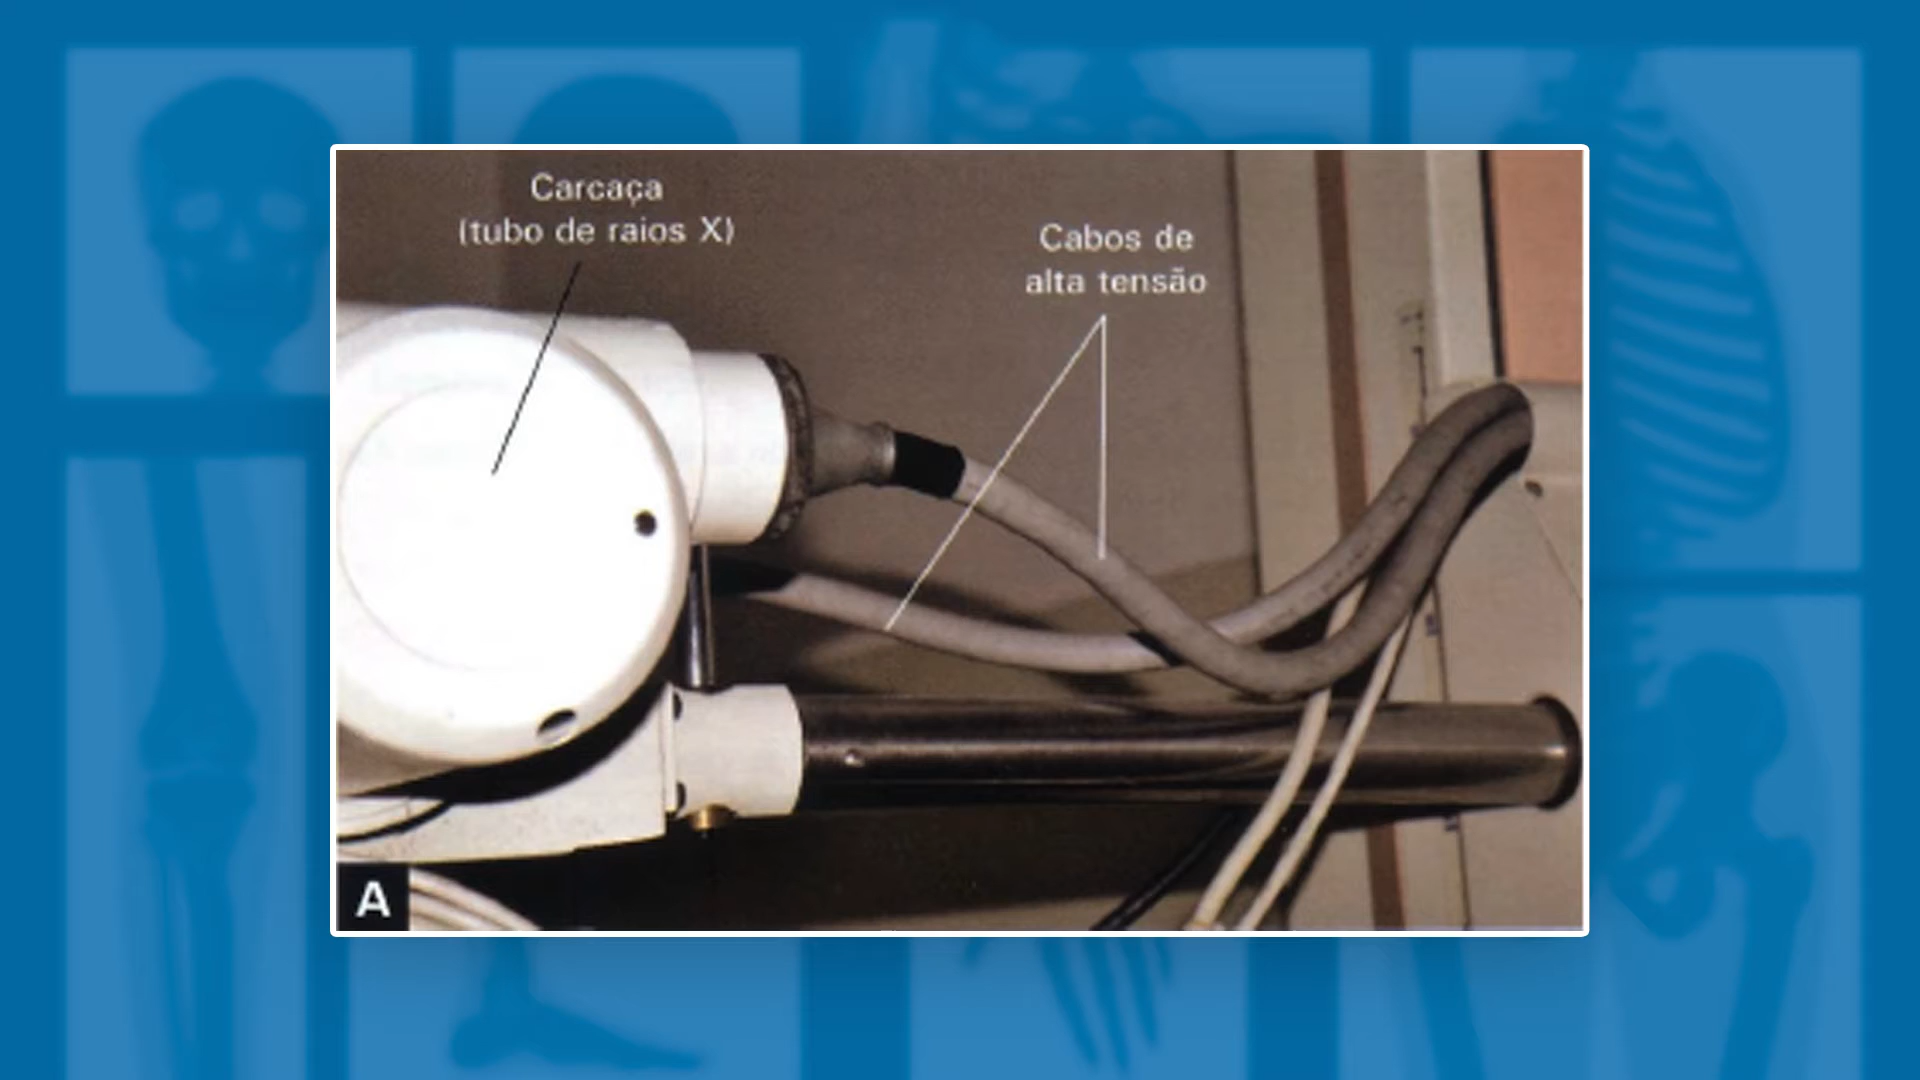 Carcaça
(tubo de raios X)
Cabos de
alta tensão
A